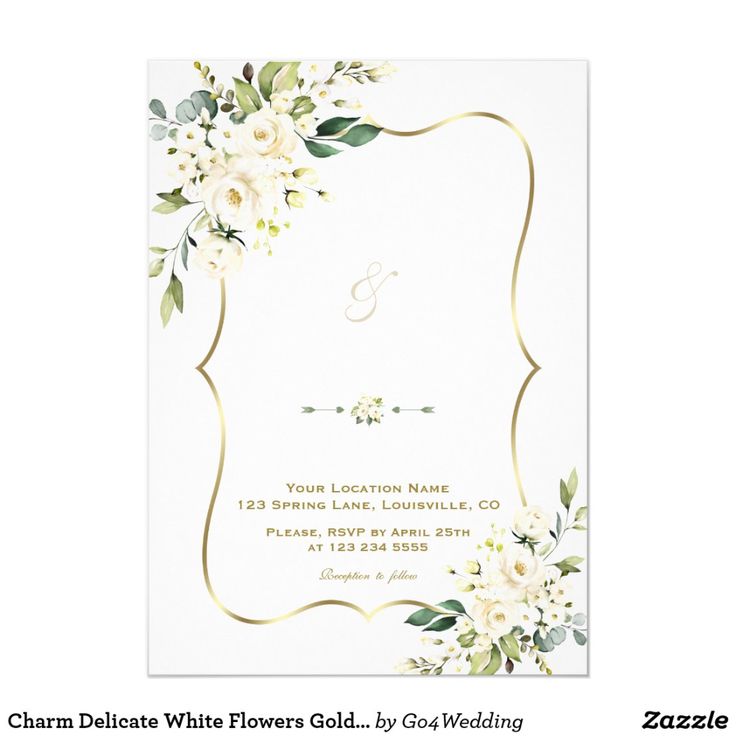 &
Your Location Name
123 Spring Lane, Louisville, CO
Please, RSVP by April 25th
at 123 234 5555
Reception to follow
Charm Delicate White Flowers Gold... by Go4Wedding
Zazzle